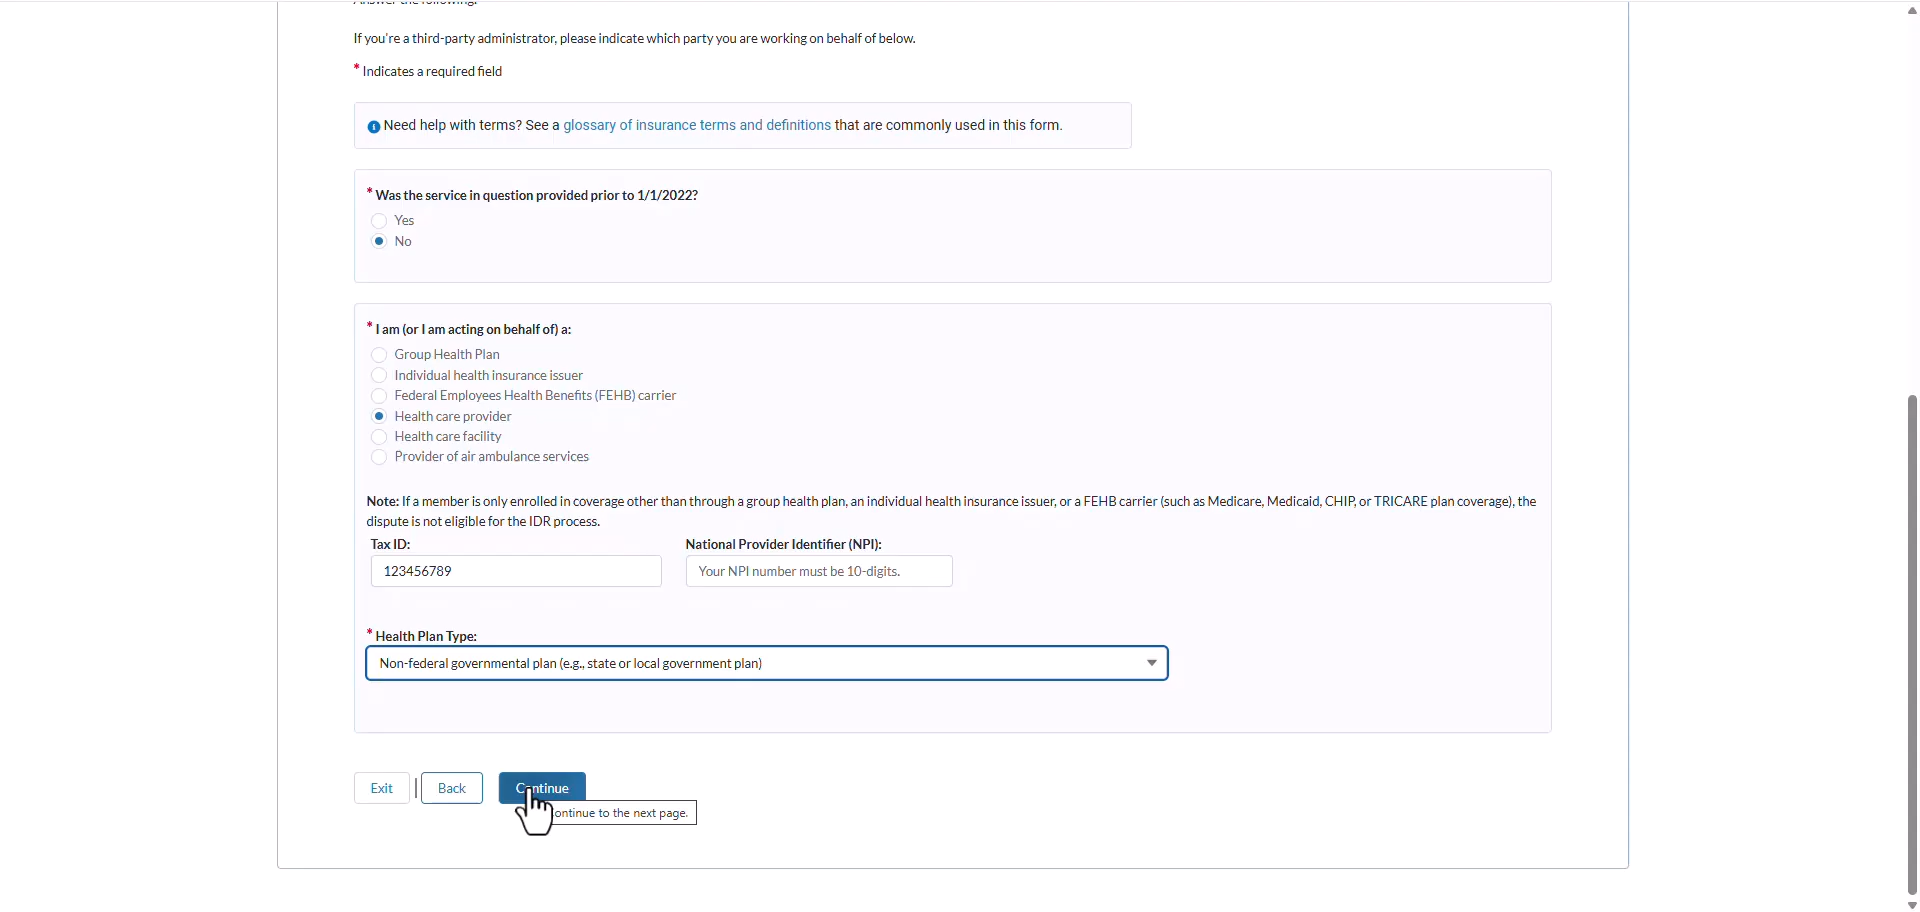 Answer the following:
If you're a third-party administrator, please indicate which party you are working on behalf of below.
* Indicates a required field
Need help with terms? See a glossary of insurance terms and definitions that are commonly used in this form.
* Was the service in question provided prior to 1/1/2022?
Yes
No
* I am (or I am acting on behalf of) a:
Group Health Plan
Individual health insurance issuer
Federal Employees Health Benefits (FEHB) carrier
Health care provider
Health care facility
Provider of air ambulance services
Note: If a member is only enrolled in coverage other than through a group health plan, an individual health insurance issuer, or a FEHB carrier (such as Medicare, Medicaid, CHIP, or TRICARE plan coverage), the
dispute is not eligible for the IDR process.
Tax ID: National Provider Identifier (NPI):
123456789 Your NPI number must be 10-digits.
* Health Plan Type:
Non-federal governmental plan (e.g., state or local government plan)
Exit | Back Continue
ontinue to the next page.